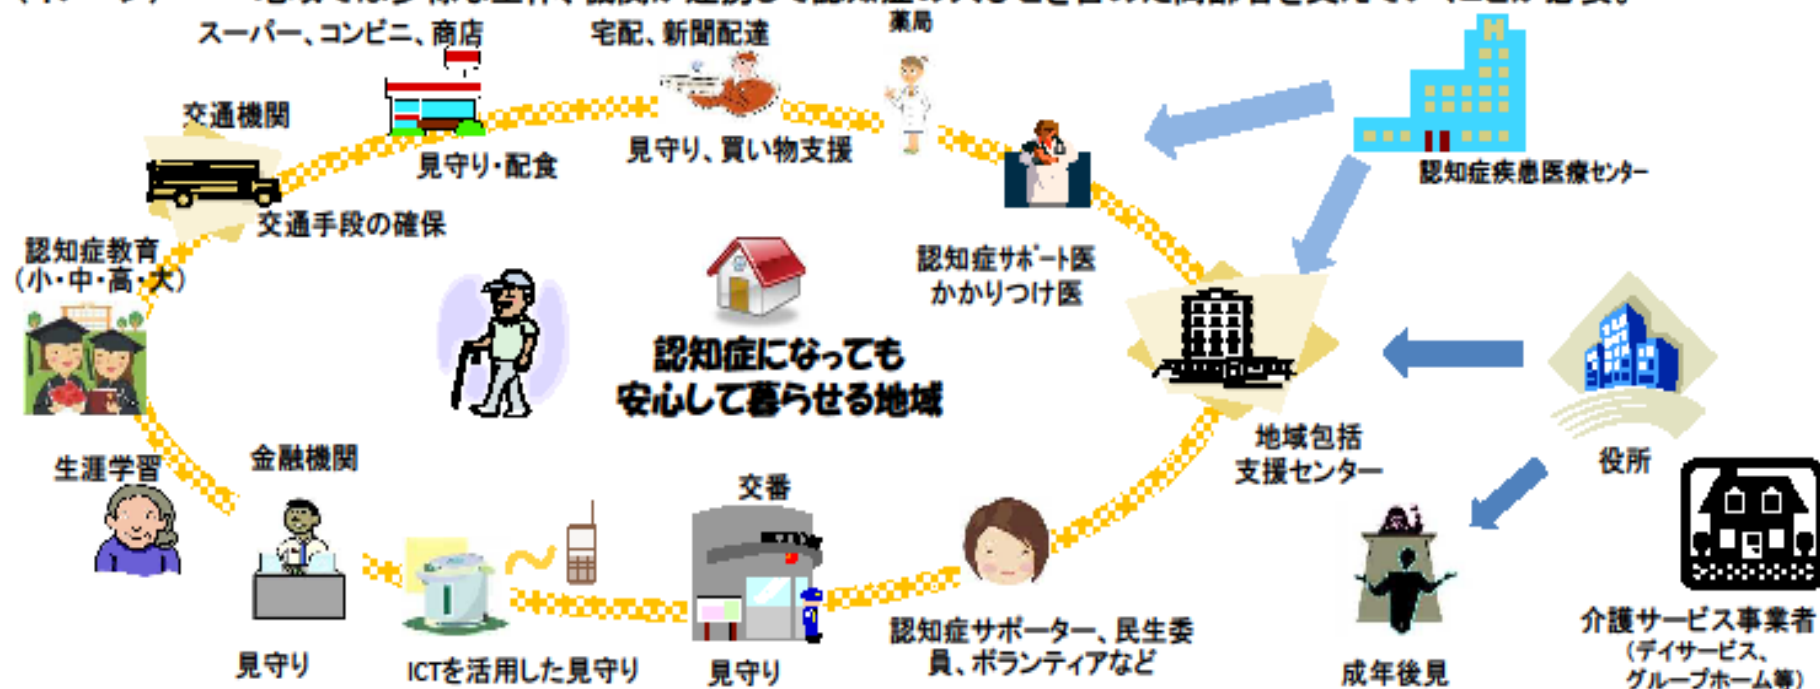 スーパー、コンビニ、商店
宅配、新聞配達
薬局
交通機関
見守り・配食
見守り、買い物支援
認知症疾患医療センター
交通手段の確保
認知症教育
(小・中・高・大)
認知症サポート医
かかりつけ医
認知症になっても
安心して暮らせる地域
地域包括
支援センター
役所
生涯学習
金融機関
交番
見守り
ICTを活用した見守り
見守り
認知症サポーター、民生委
員、ボランティアなど
成年後見
介護サービス事業者
(デイサービス、
グループホーム等)